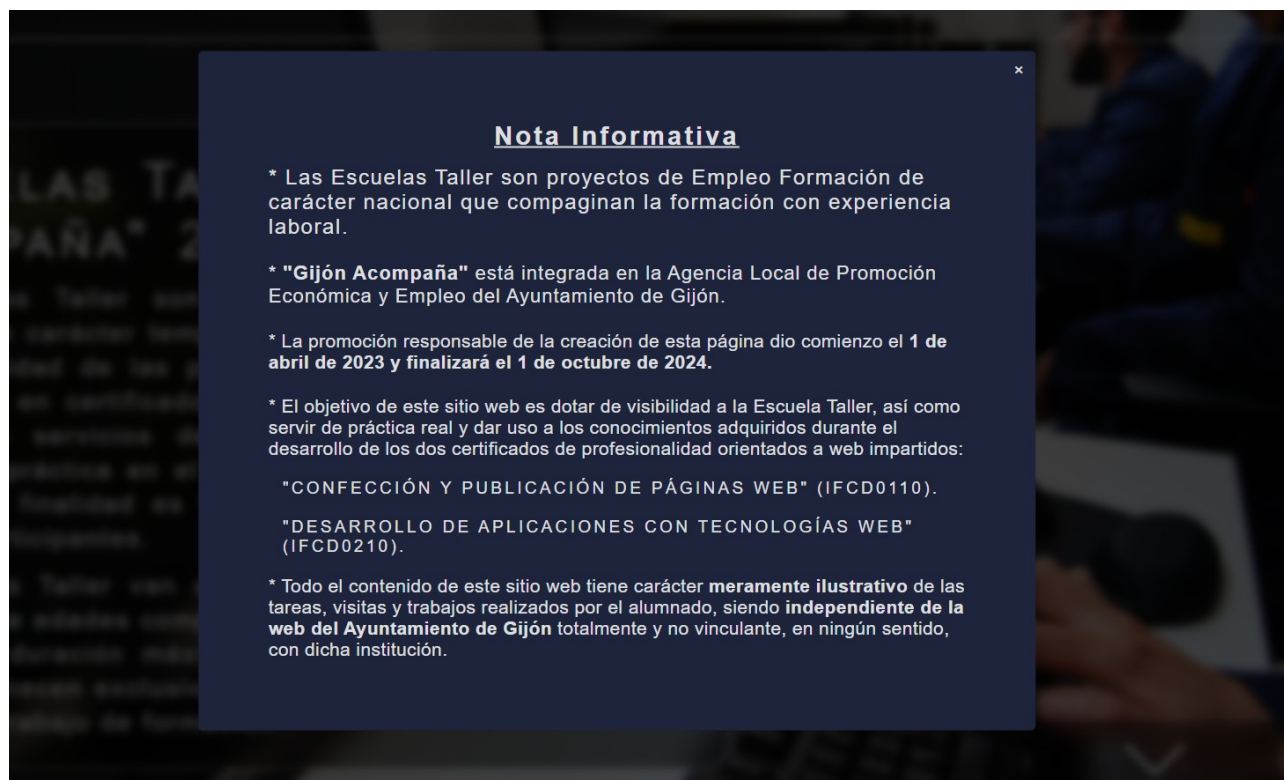 ×
Nota Informativa
* Las Escuelas Taller son proyectos de Empleo Formación de
carácter nacional que compaginan la formación con experiencia
laboral.
* "Gijón Acompaña" está integrada en la Agencia Local de Promoción
Económica y Empleo del Ayuntamiento de Gijón.
* La promoción responsable de la creación de esta página dio comienzo el 1 de
abril de 2023 y finalizará el 1 de octubre de 2024.
* El objetivo de este sitio web es dotar de visibilidad a la Escuela Taller, así como
servir de práctica real y dar uso a los conocimientos adquiridos durante el
desarrollo de los dos certificados de profesionalidad orientados a web impartidos:
"CONFECCIÓN Y PUBLICACIÓN DE PÁGINAS WEB" (IFCD0110).
"DESARROLLO DE APLICACIONES CON TECNOLOGÍAS WEB"
(IFCD0210).
* Todo el contenido de este sitio web tiene carácter meramente ilustrativo de las
tareas, visitas y trabajos realizados por el alumnado, siendo independiente de la
web del Ayuntamiento de Gijón totalmente y no vinculante, en ningún sentido,
con dicha institución.